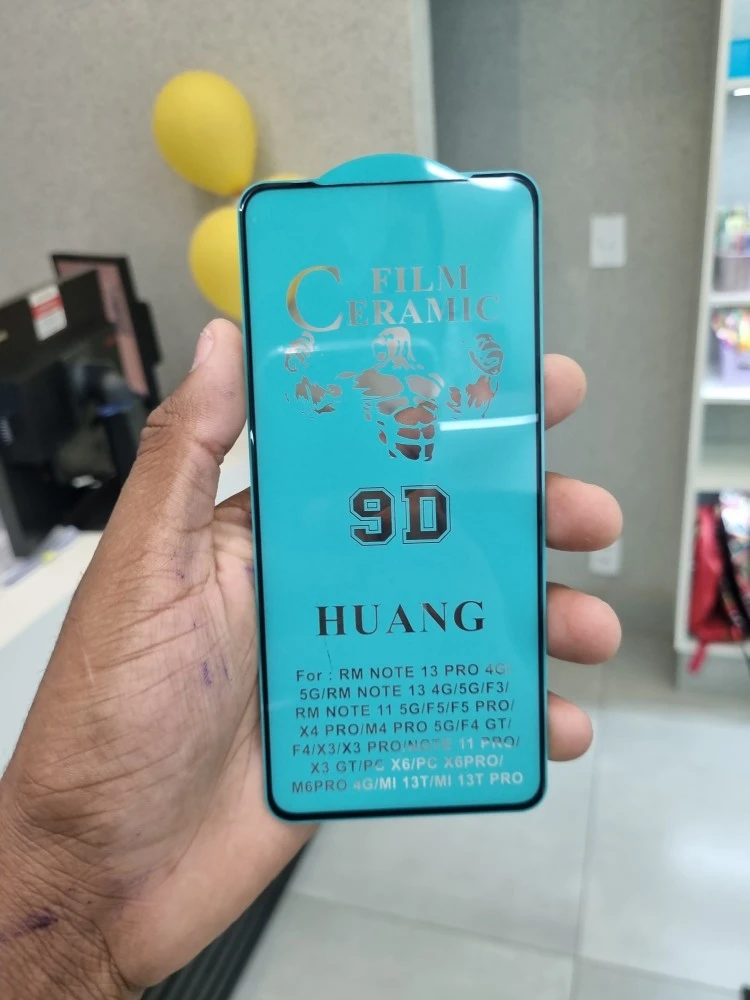 FILM
CERAMIC
9D
HUANG
For : RM NOTE 13 PRO 4G
5G/RM NOTE 13 4G/5G/F3/
RM NOTE 11 5G/F5/F5 PRO/
X4 PRO/M4 PRO 5G/F4 GT/
F4/X3/X3 PRO/NOTE 11 PRO/
X3 GT/PC X6/PC X6PRO/
M6PRO 4G/MI 13T/MI 13T PRO